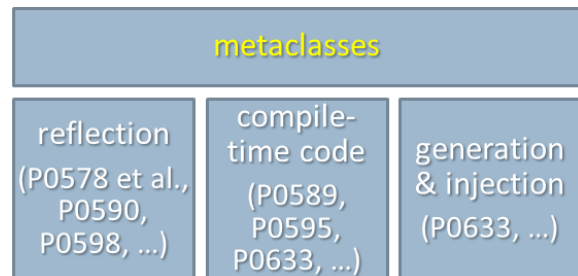 metaclasses
reflection
(P0578 et al.,
P0590,
P0598, ...)
compile-
time code
(P0589,
P0595,
P0633, ...)
generation
& injection
(P0633, ...)